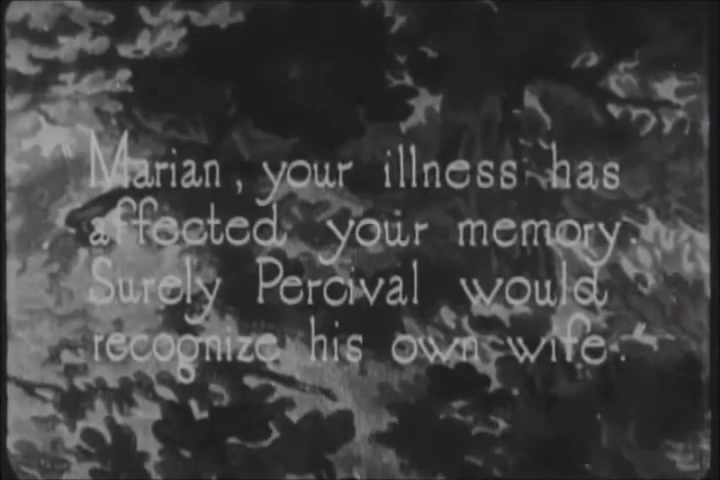 Marian, your illness has
affected your memory.
Surely Percival would
recognize his own wife."